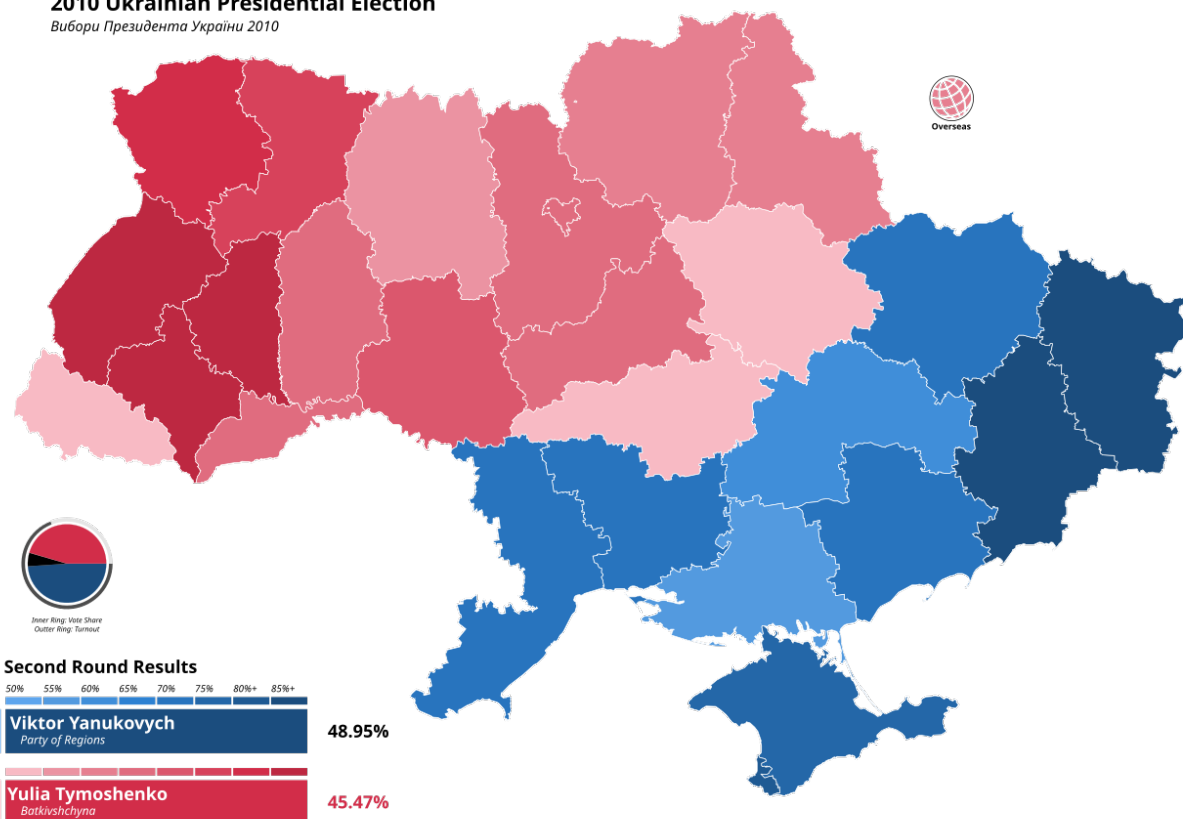 2010 Ukrainian Presidential Election
Вибори Президента України 2010
Overseas
Inner Ring: Vote Share
Outter Ring: Turnout
Second Round Results
50% 55% 60% 65% 70% 75% 80%+ 85%+
Viktor Yanukovych
Party of Regions
48.95%
Yulia Tymoshenko
Batkivshchyna
45.47%